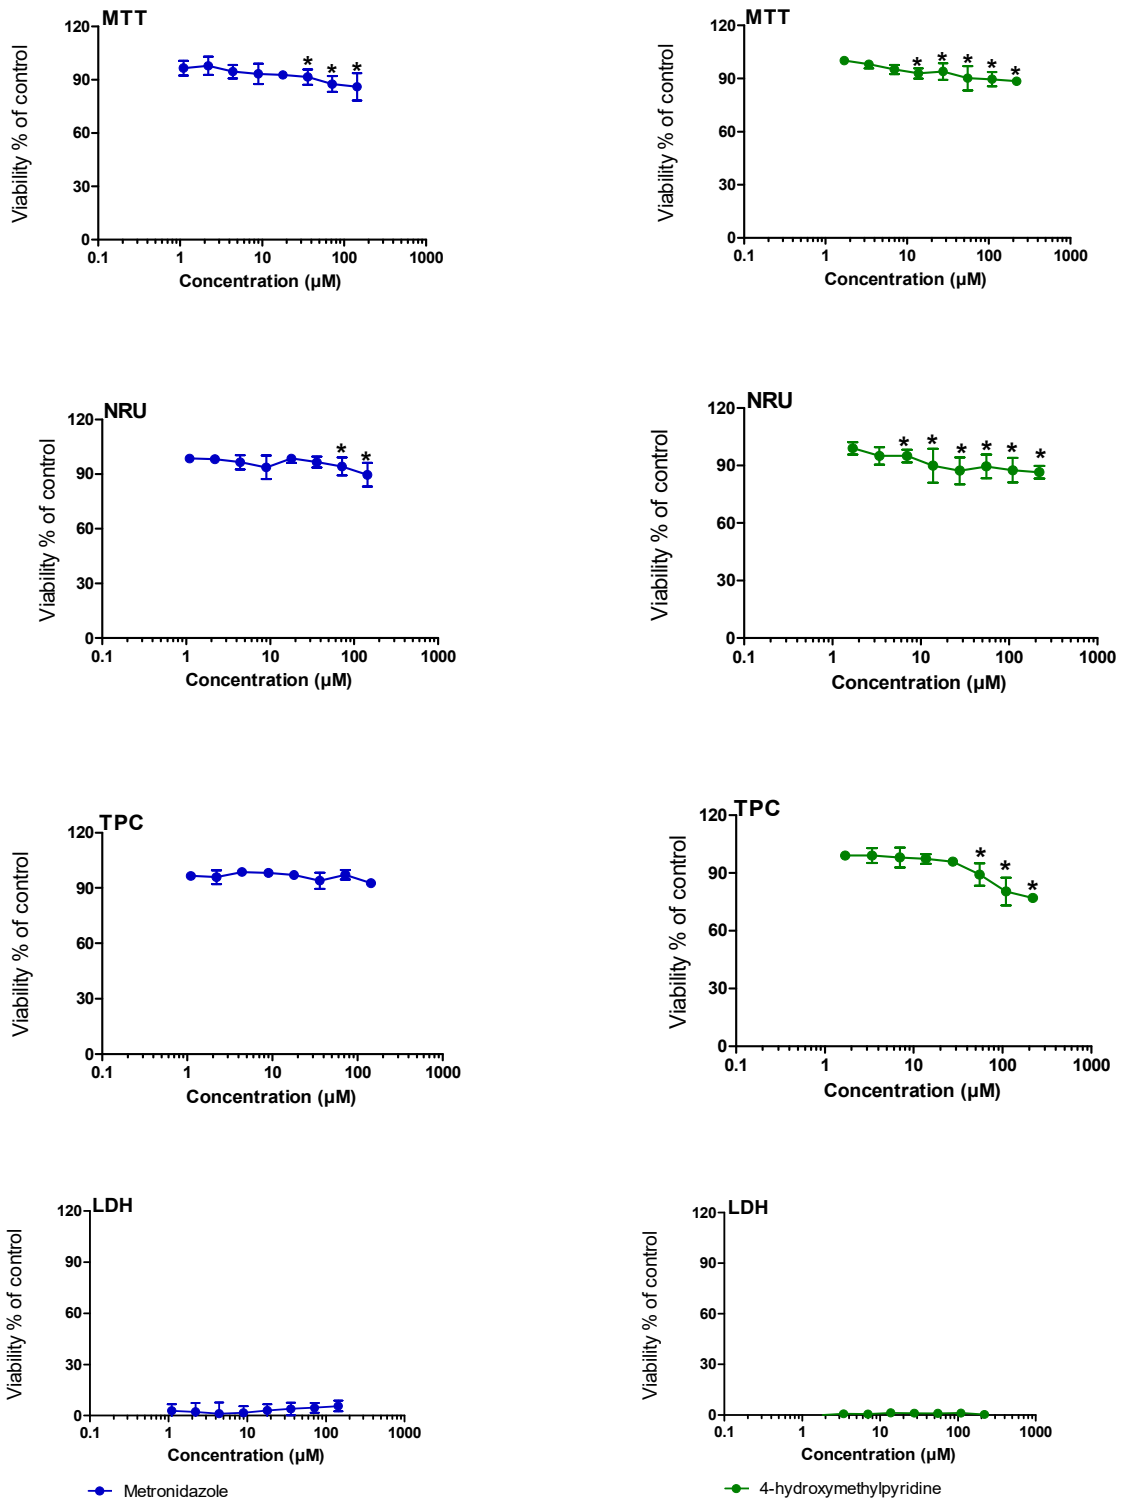 MTT
120
90
60
30
0
Viability % of control
* * *
0.1 1 10 100 1000
Concentration (µM)
MTT
120
90
60
30
0
Viability % of control
* * * * *
0.1 1 10 100 1000
Concentration (µM)
NRU
120
90
60
30
0
Viability % of control
* *
0.1 1 10 100 1000
Concentration (µM)
NRU
120
90
60
30
0
Viability % of control
* * * * * *
0.1 1 10 100 1000
Concentration (µM)
TPC
120
90
60
30
0
Viability % of control
0.1 1 10 100 1000
Concentration (µM)
TPC
120
90
60
30
0
Viability % of control
* * *
0.1 1 10 100 1000
Concentration (µM)
LDH
120
90
60
30
0
Viability % of control
0.1 1 10 100 1000
Concentration (µM)
LDH
120
90
60
30
0
Viability % of control
0.1 1 10 100 1000
Concentration (µM)
Metronidazole
4-hydroxymethylpyridine